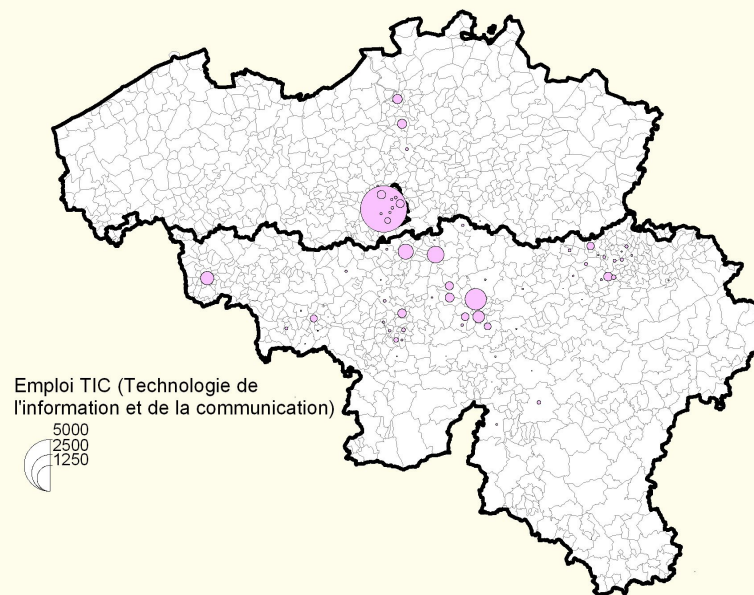 Emploi TIC (Technologie de
l'information et de la communication)
5000
2500
1250